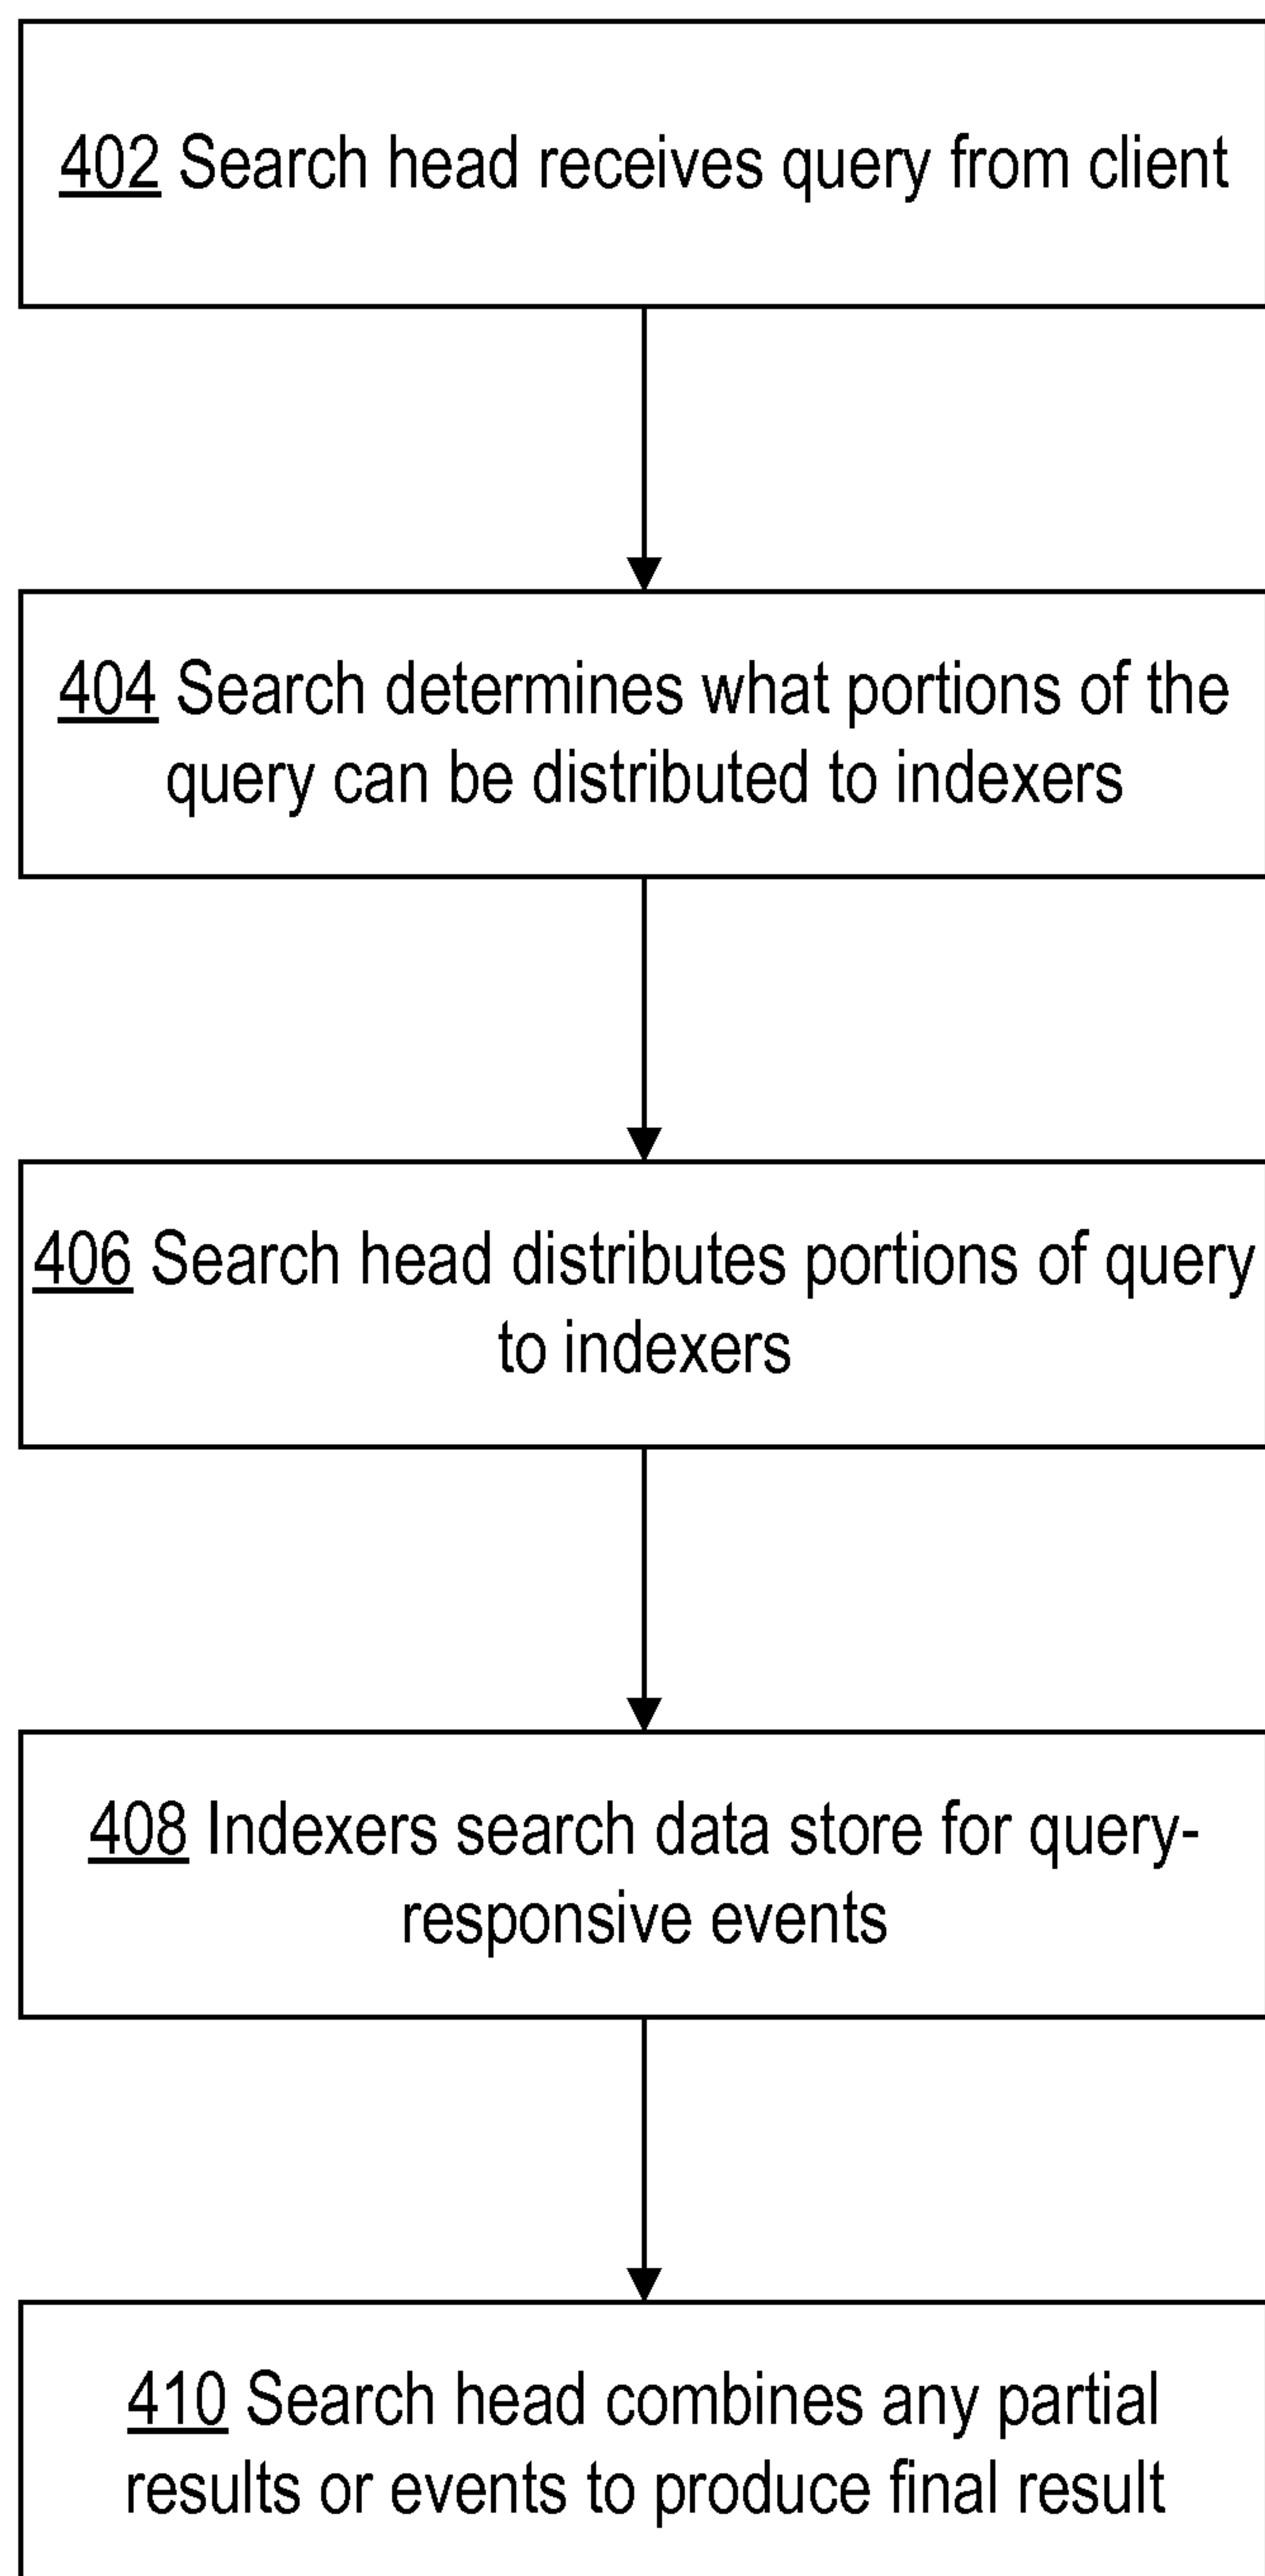 402 Search head receives query from client
404 Search determines what portions of the
query can be distributed to indexers
406 Search head distributes portions of query
to indexers
408 Indexers search data store for query-
responsive events
410 Search head combines any partial
results or events to produce final result